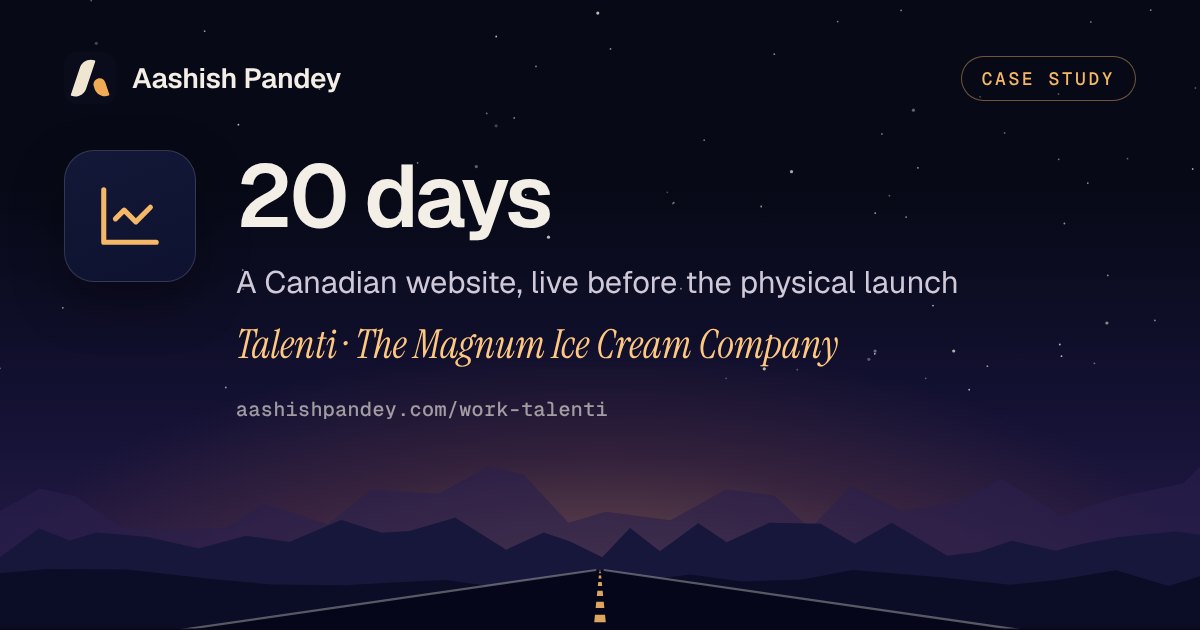 Aashish Pandey
CASE STUDY
20 days
A Canadian website, live before the physical launch
Talenti · The Magnum Ice Cream Company
aashishpandey.com/work-talenti